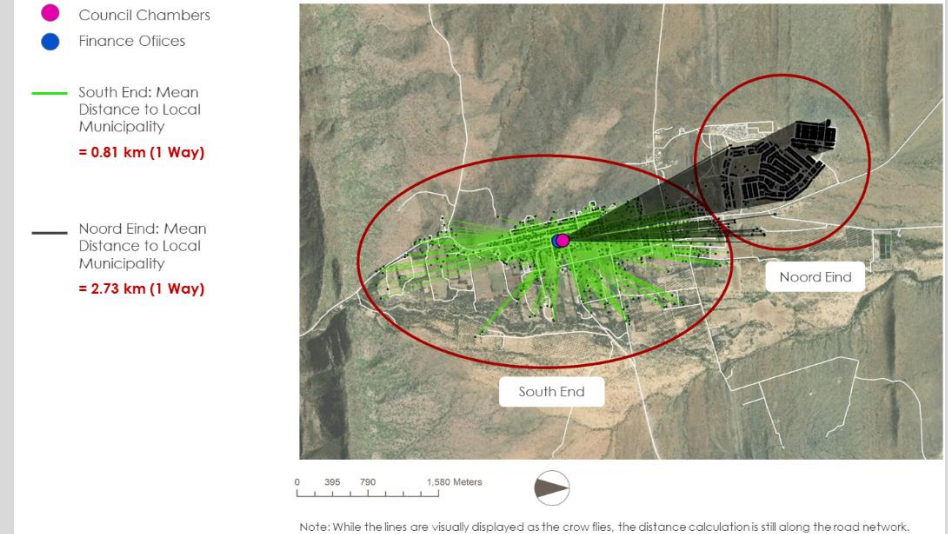 Council Chambers
Finance Ofiices
South End: Mean
Distance to Local
Municipality
= 0.81 km (1 Way)
Noord Eind: Mean
Distance to Local
Municipality
= 2.73 km (1 Way)
Noord Eind
South End
0 395 790 1,580 Meters
Note: While the lines are visually displayed as the crow flies, the distance calculation is still along the road network.